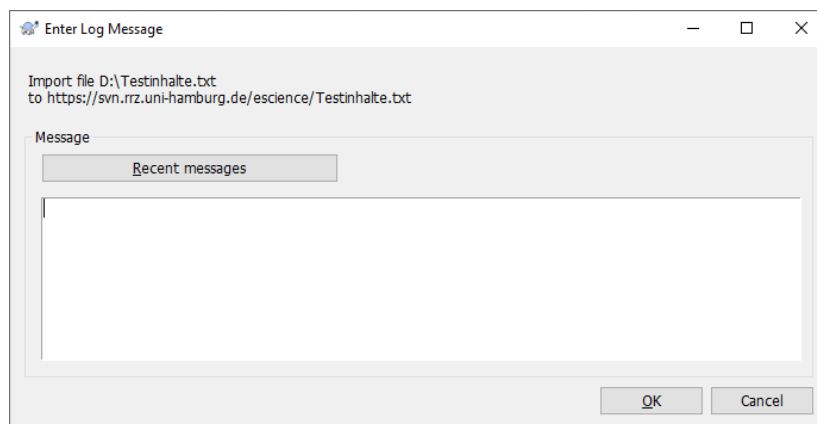 Enter Log Message
Import file D:\Testinhalte.txt
to https://svn.rrz.uni-hamburg.de/escience/Testinhalte.txt
Message
Recent messages
OK
Cancel